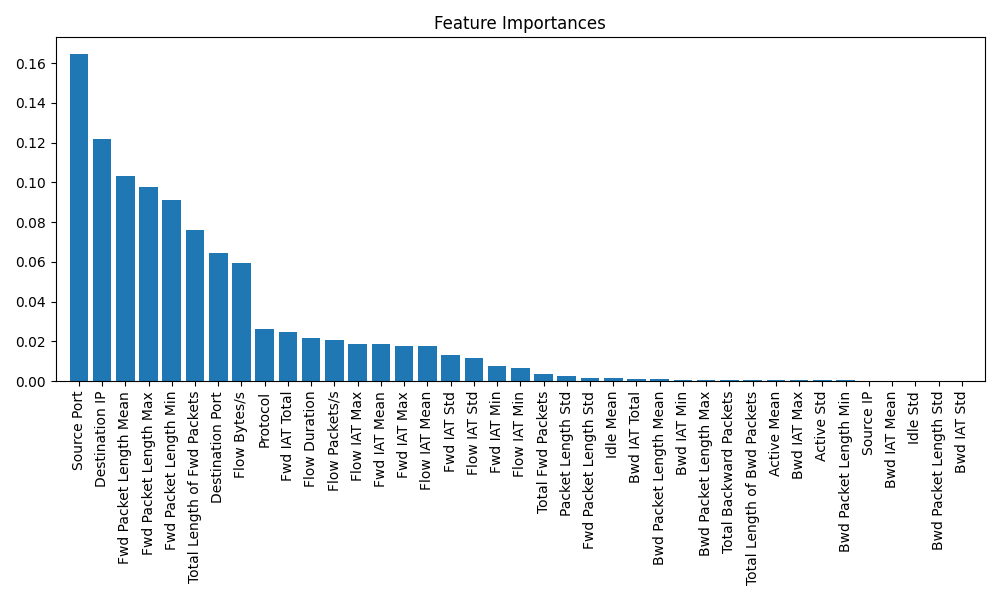 Feature Importances
0.16
0.14
0.12
0.10
0.08
0.06
0.04
0.02
0.00
Source Port
Destination IP
Fwd Packet Length Mean
Fwd Packet Length Max
Fwd Packet Length Min
Total Length of Fwd Packets
Destination Port
Flow Bytes/s
Protocol
Fwd IAT Total
Flow Duration
Flow Packets/s
Flow IAT Max
Fwd IAT Mean
Fwd IAT Max
Flow IAT Mean
Fwd IAT Std
Flow IAT Std
Fwd IAT Min
Flow IAT Min
Total Fwd Packets
Packet Length Std
Fwd Packet Length Std
Idle Mean
Bwd IAT Total
Bwd Packet Length Mean
Bwd IAT Min
Bwd Packet Length Max
Total Backward Packets
Total Length of Bwd Packets
Active Mean
Bwd IAT Max
Active Std
Bwd Packet Length Min
Source IP
Bwd IAT Mean
Idle Std
Bwd Packet Length Std
Bwd IAT Std